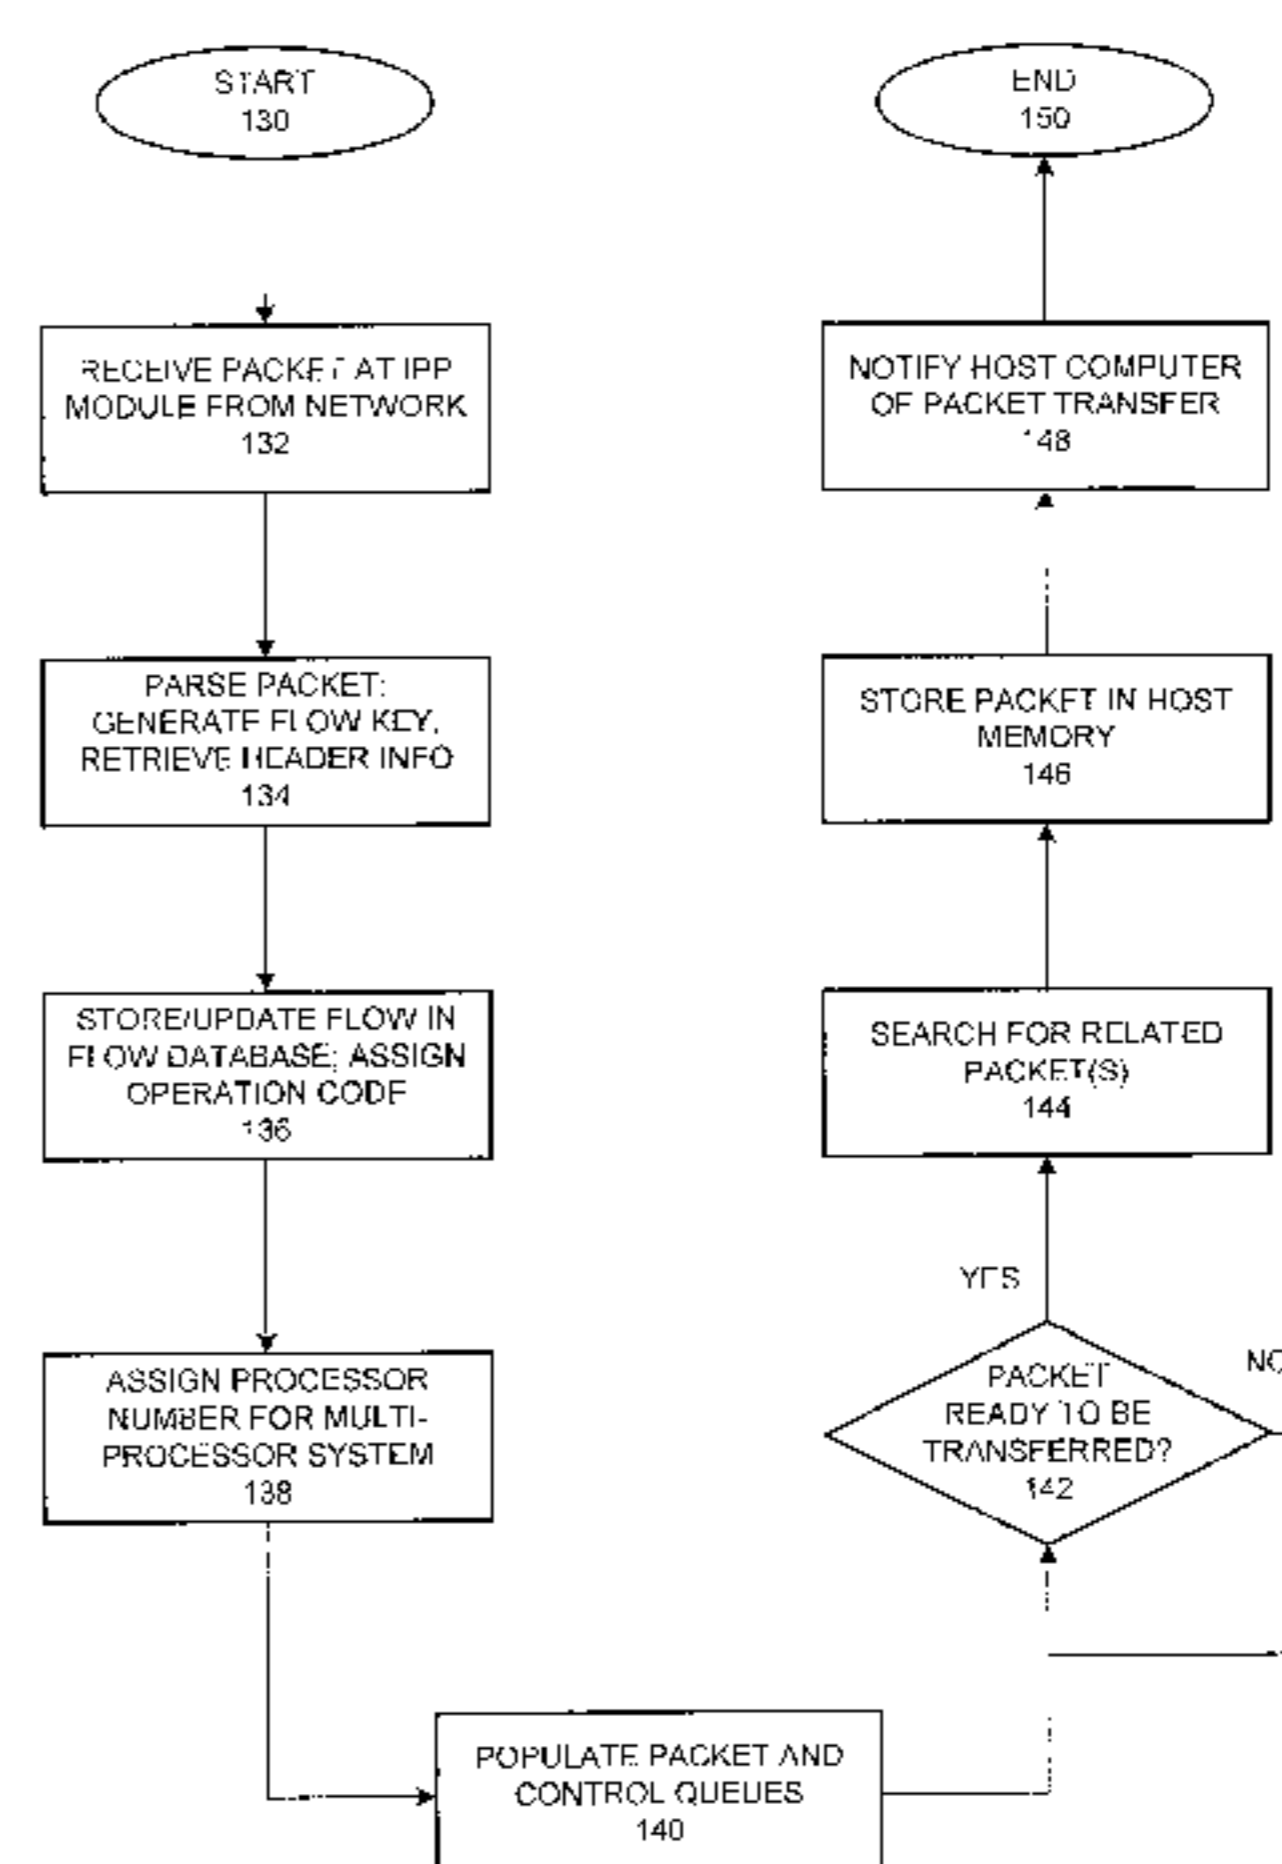 START
130
RECEIVE PACKET AT IPP
MODULE FROM NETWORK
132
PARSE PACKET:
GENERATE FLOW KEY,
RETRIEVE HEADER INFO
134
STORE/UPDATE FLOW IN
FLOW DATABASE; ASSIGN
OPERATION CODE
136
ASSIGN PROCESSOR
NUMBER FOR MULTI-
PROCESSOR SYSTEM
138
POPULATE PACKET AND
CONTROL QUEUES
140
END
150
NOTIFY HOST COMPUTER
OF PACKET TRANSFER
148
STORE PACKET IN HOST
MEMORY
146
SEARCH FOR RELATED
PACKET(S)
144
YES
NO
PACKET
READY TO BE
TRANSFERRED?
142